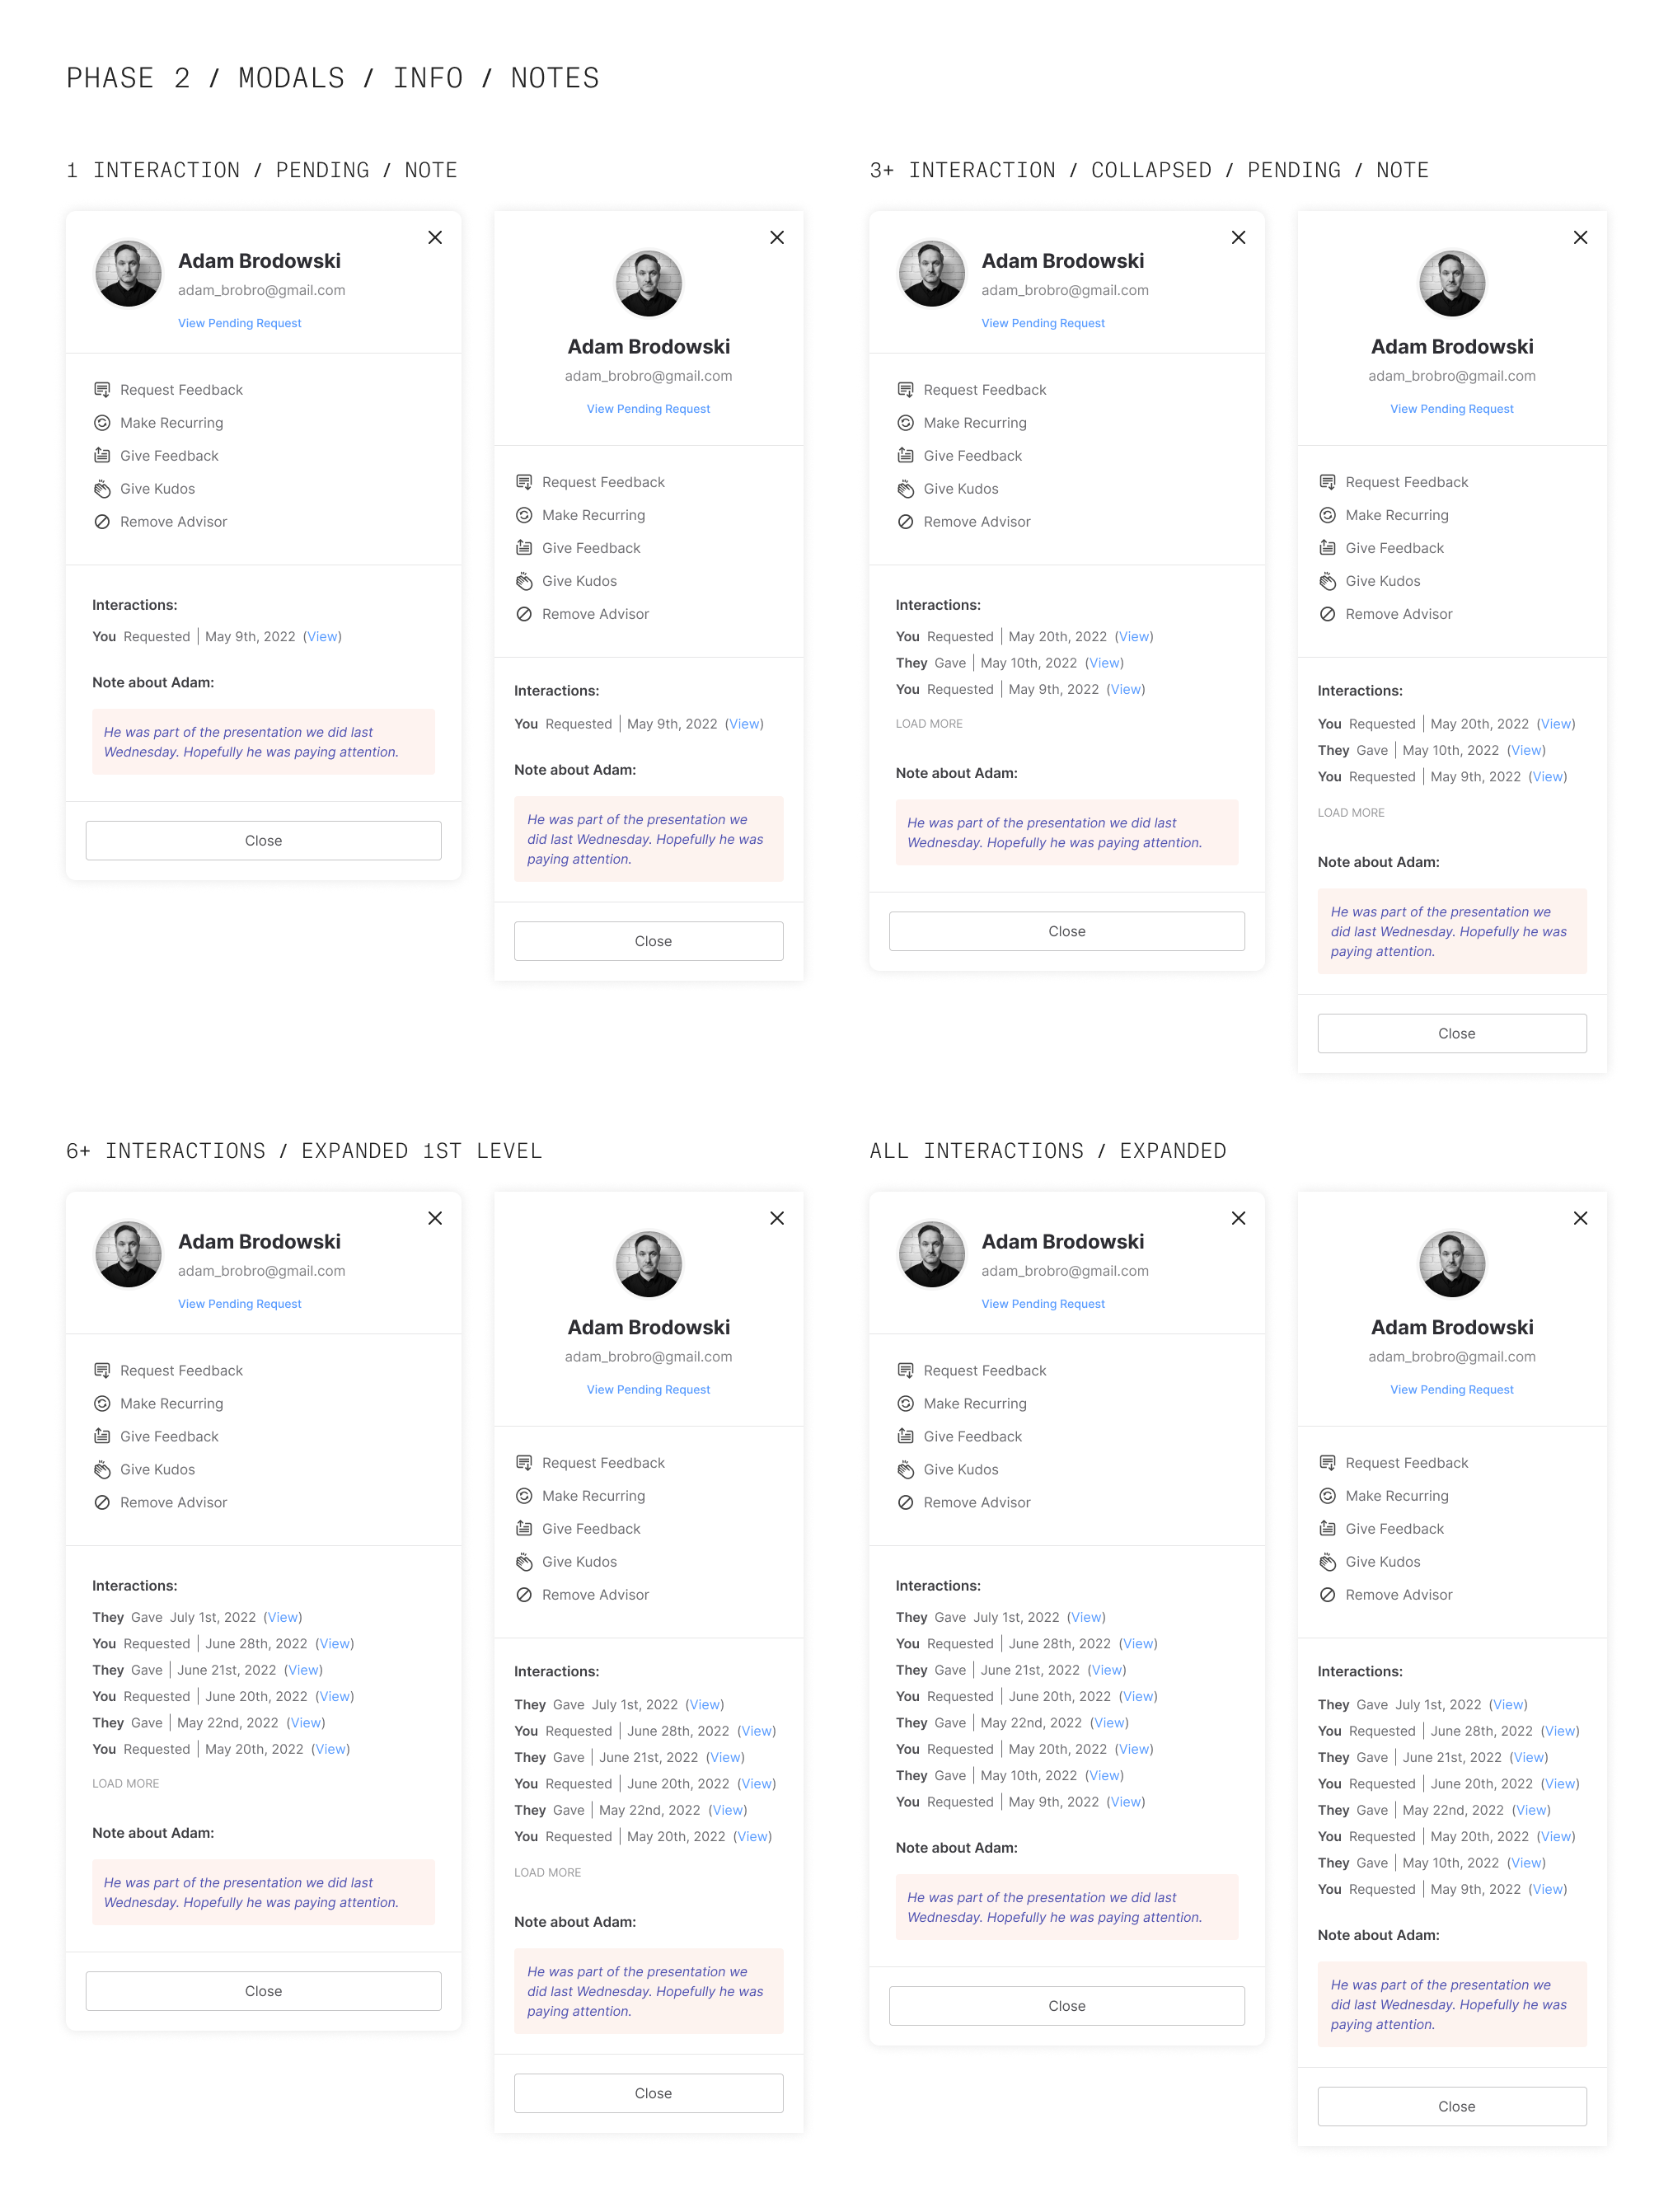 PHASE 2 / MODALS / INFO / NOTES
1 INTERACTION / PENDING / NOTE
Adam Brodowski
adam_brobro@gmail.com
View Pending Request
Request Feedback
Make Recurring
Give Feedback
Give Kudos
Remove Advisor
Interactions:
You Requested | May 9th, 2022 (View)
Note about Adam:
He was part of the presentation we did last
Wednesday. Hopefully he was paying attention.
Close
Adam Brodowski
adam_brobro@gmail.com
View Pending Request
Request Feedback
Make Recurring
Give Feedback
Give Kudos
Remove Advisor
Interactions:
You Requested | May 9th, 2022 (View)
Note about Adam:
He was part of the presentation we
did last Wednesday. Hopefully he was
paying attention.
Close
3+ INTERACTION / COLLAPSED / PENDING / NOTE
Adam Brodowski
adam_brobro@gmail.com
View Pending Request
Request Feedback
Make Recurring
Give Feedback
Give Kudos
Remove Advisor
Interactions:
You Requested | May 20th, 2022 (View)
They Gave | May 10th, 2022 (View)
You Requested | May 9th, 2022 (View)
LOAD MORE
Note about Adam:
He was part of the presentation we did last
Wednesday. Hopefully he was paying attention.
Close
Adam Brodowski
adam_brobro@gmail.com
View Pending Request
Request Feedback
Make Recurring
Give Feedback
Give Kudos
Remove Advisor
Interactions:
You Requested | May 20th, 2022 (View)
They Gave | May 10th, 2022 (View)
You Requested | May 9th, 2022 (View)
LOAD MORE
Note about Adam:
He was part of the presentation we
did last Wednesday. Hopefully he was
paying attention.
Close
6+ INTERACTIONS / EXPANDED 1ST LEVEL
Adam Brodowski
adam_brobro@gmail.com
View Pending Request
Request Feedback
Make Recurring
Give Feedback
Give Kudos
Remove Advisor
Interactions:
They Gave July 1st, 2022 (View)
You Requested | June 28th, 2022 (View)
They Gave | June 21st, 2022 (View)
You Requested | June 20th, 2022 (View)
They Gave | May 22nd, 2022 (View)
You Requested | May 20th, 2022 (View)
LOAD MORE
Note about Adam:
He was part of the presentation we did last
Wednesday. Hopefully he was paying attention.
Close
Adam Brodowski
adam_brobro@gmail.com
View Pending Request
Request Feedback
Make Recurring
Give Feedback
Give Kudos
Remove Advisor
Interactions:
They Gave July 1st, 2022 (View)
You Requested | June 28th, 2022 (View)
They Gave | June 21st, 2022 (View)
You Requested | June 20th, 2022 (View)
They Gave | May 22nd, 2022 (View)
You Requested | May 20th, 2022 (View)
LOAD MORE
Note about Adam:
He was part of the presentation we
did last Wednesday. Hopefully he was
paying attention.
Close
ALL INTERACTIONS / EXPANDED
Adam Brodowski
adam_brobro@gmail.com
View Pending Request
Request Feedback
Make Recurring
Give Feedback
Give Kudos
Remove Advisor
Interactions:
They Gave July 1st, 2022 (View)
You Requested | June 28th, 2022 (View)
They Gave | June 21st, 2022 (View)
You Requested | June 20th, 2022 (View)
They Gave | May 22nd, 2022 (View)
You Requested | May 20th, 2022 (View)
They Gave | May 10th, 2022 (View)
You Requested | May 9th, 2022 (View)
Note about Adam:
He was part of the presentation we did last
Wednesday. Hopefully he was paying attention.
Close
Adam Brodowski
adam_brobro@gmail.com
View Pending Request
Request Feedback
Make Recurring
Give Feedback
Give Kudos
Remove Advisor
Interactions:
They Gave July 1st, 2022 (View)
You Requested | June 28th, 2022 (View)
They Gave | June 21st, 2022 (View)
You Requested | June 20th, 2022 (View)
They Gave | May 22nd, 2022 (View)
You Requested | May 20th, 2022 (View)
They Gave | May 10th, 2022 (View)
You Requested | May 9th, 2022 (View)
Note about Adam:
He was part of the presentation we
did last Wednesday. Hopefully he was
paying attention.
Close